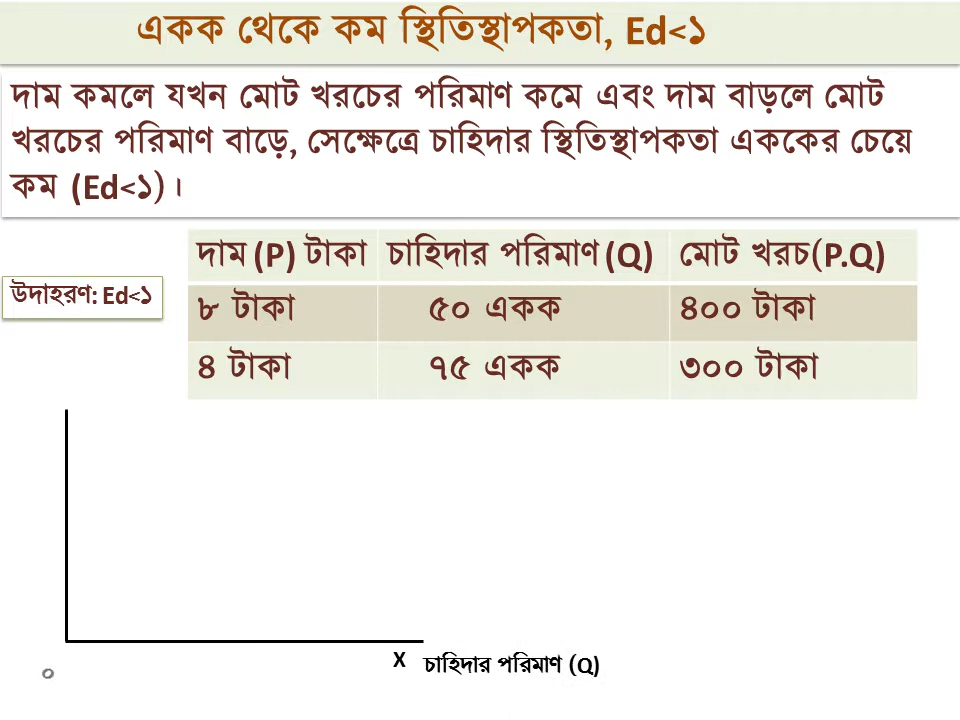 একক থেকে কম স্থিতিস্থাপকতা, Ed<১
দাম কমলে যখন মোট খরচের পরিমাণ কমে এবং দাম বাড়লে মোট
খরচের পরিমাণ বাড়ে, সেক্ষেত্রে চাহিদার স্থিতিস্থাপকতা এককের চেয়ে
কম (Ed<১)।
দাম (P) টাকা চাহিদার পরিমাণ (Q) মোট খরচ(P.Q)
উদাহরণ: Ed<১
৮ টাকা ৫০ একক ৪০০ টাকা
৪ টাকা ৭৫ একক ৩০০ টাকা
X চাহিদার পরিমাণ (Q)
০